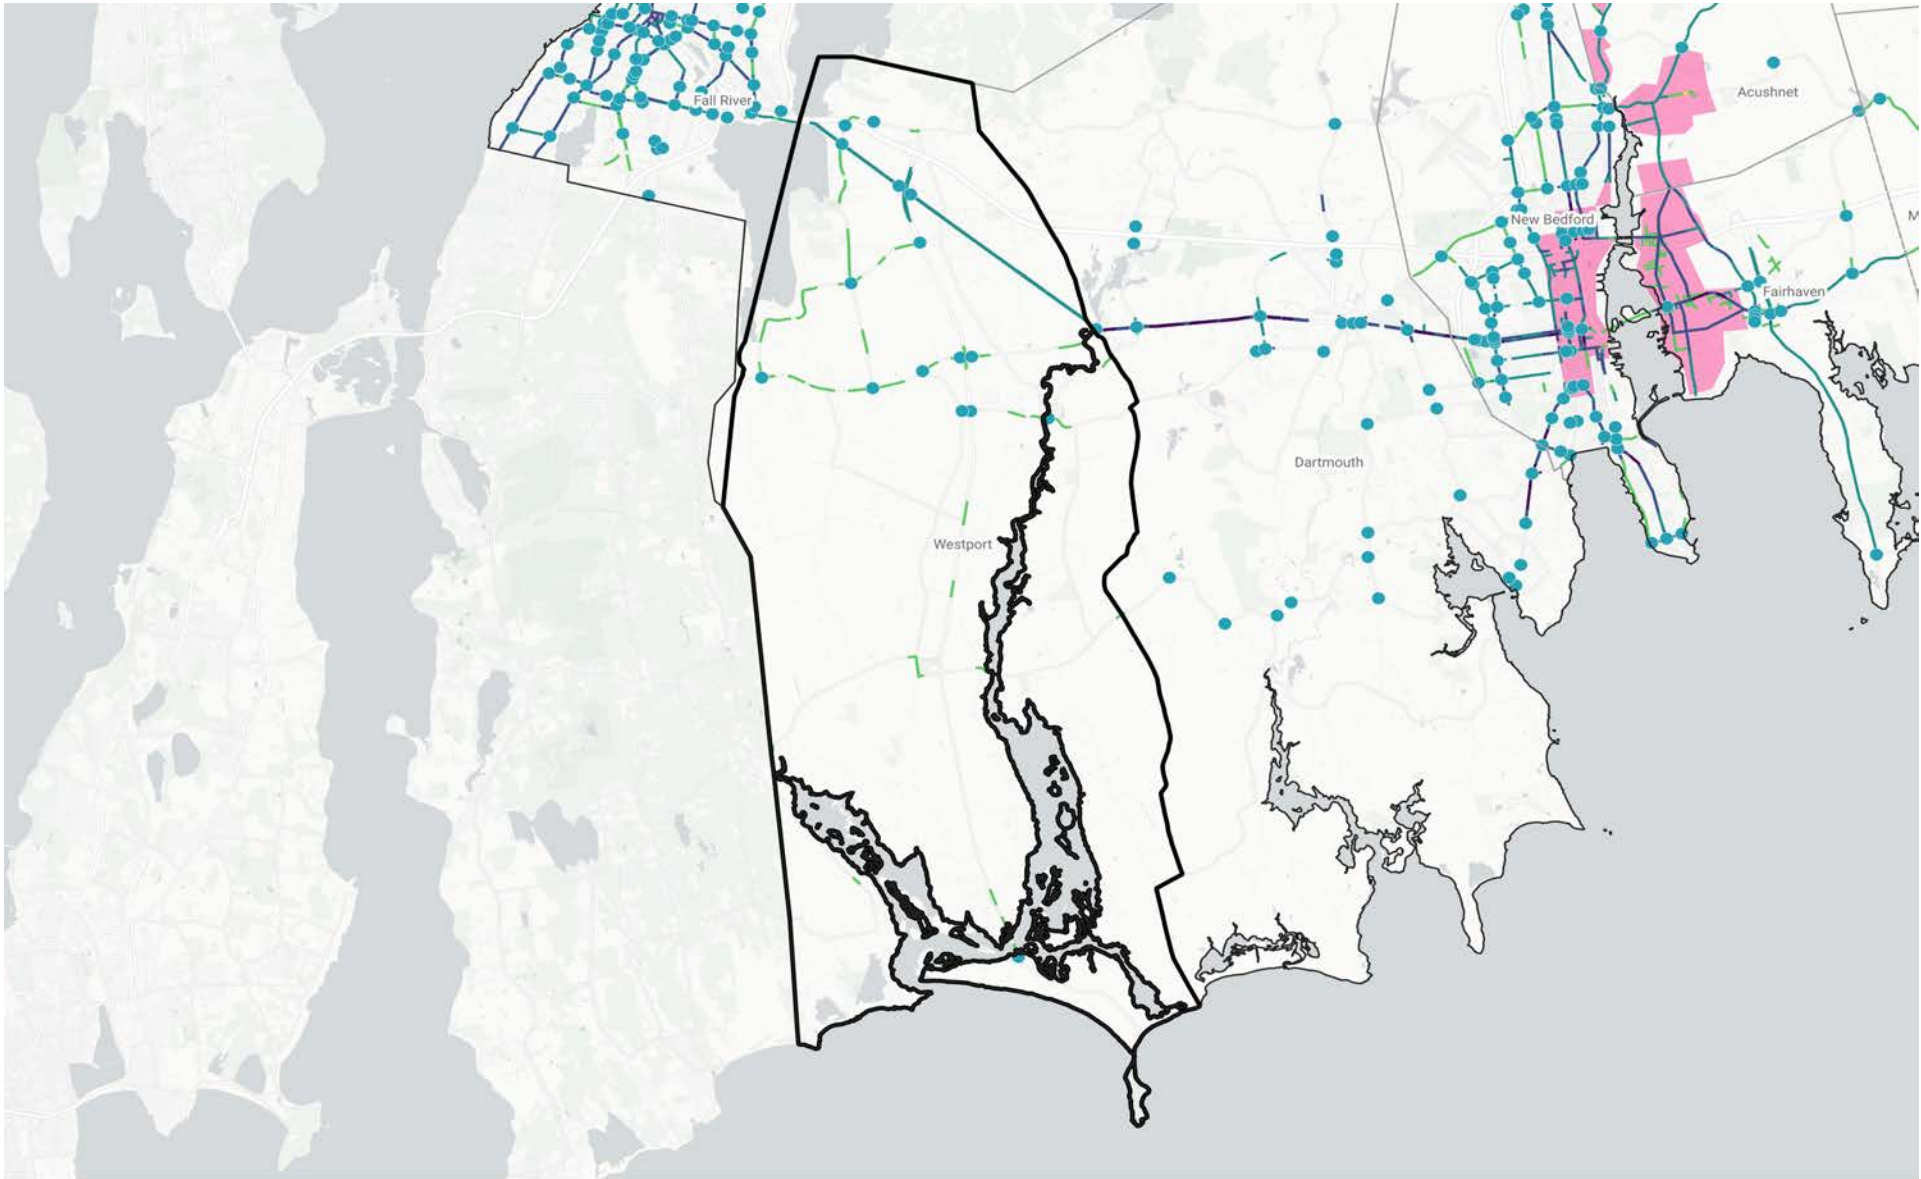 Fall River
Acushnet
New Bedford
M
Fairhaven
Dartmouth
Westport